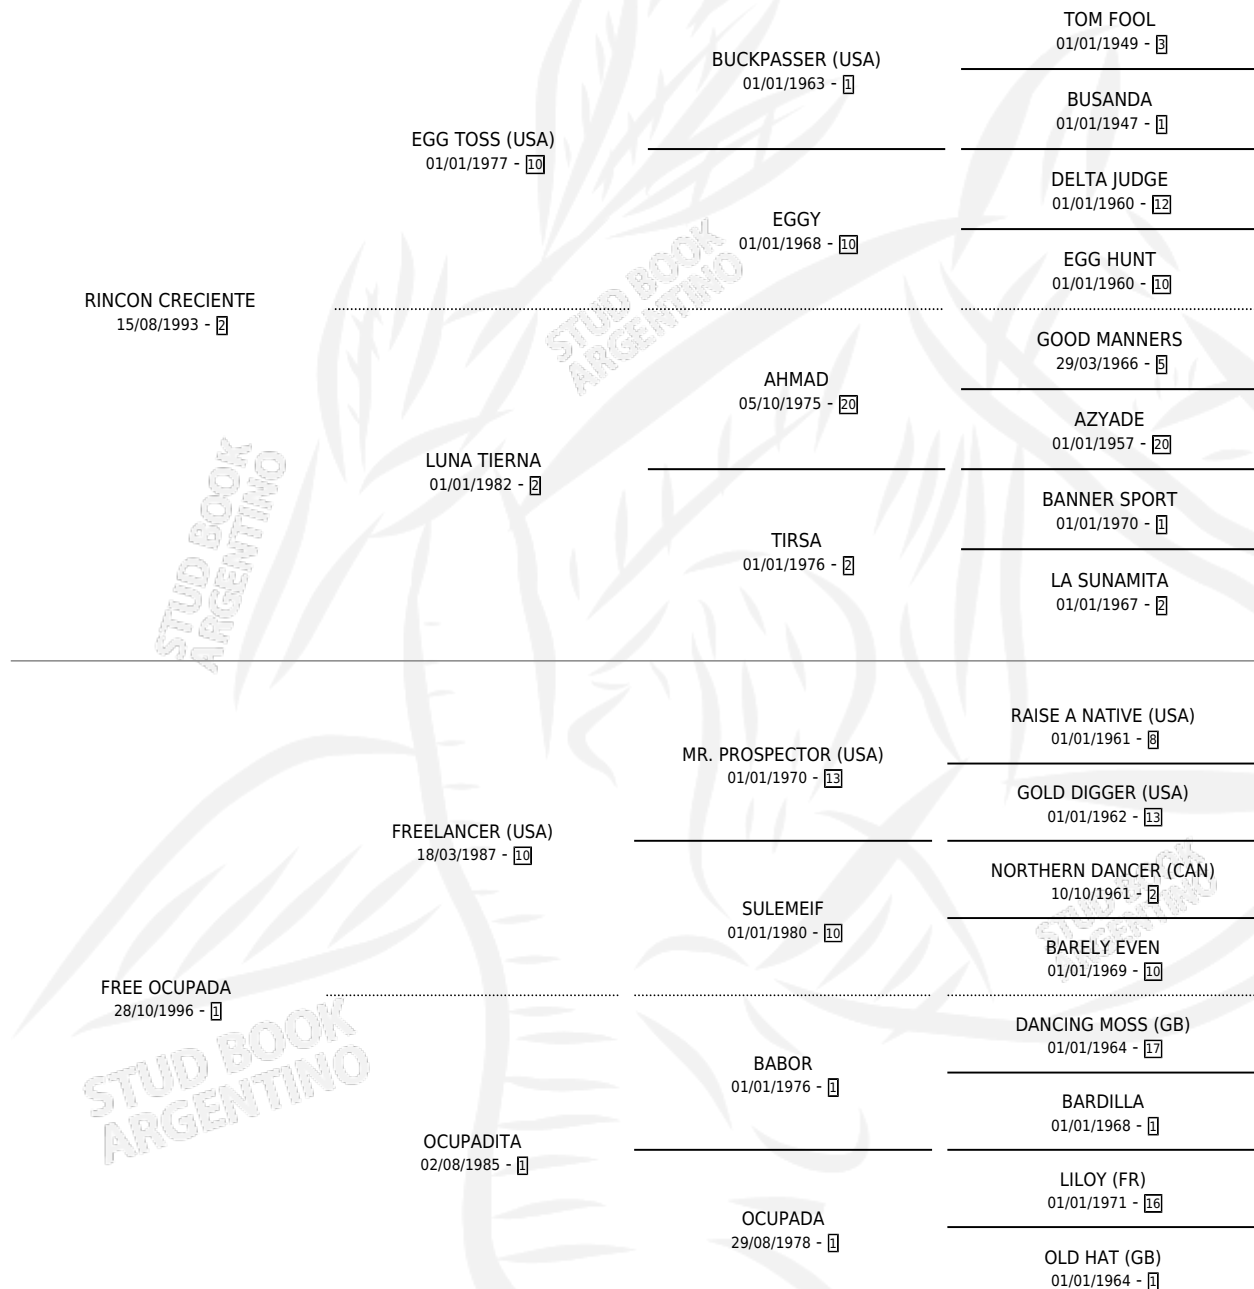 TOM FOOL
01/01/1949 - 3
BUCKPASSER (USA)
01/01/1963 - 1
BUSANDA
01/01/1947 - 1
EGG TOSS (USA)
01/01/1977 - 10
DELTA JUDGE
01/01/1960 - 12
EGGY
01/01/1968 - 10
EGG HUNT
01/01/1960 - 10
RINCON CRECIENTE
15/08/1993 - 2
STUD BOOK
ARGENTINO
GOOD MANNERS
29/03/1966 - 5
AHMAD
05/10/1975 - 20
AZYADE
01/01/1957 - 20
LUNA TIERNA
01/01/1982 - 2
BANNER SPORT
01/01/1970 - 1
TIRSA
01/01/1976 - 2
LA SUNAMITA
01/01/1967 - 2
STUD BOOK
ARGENTINO
RAISE A NATIVE (USA)
01/01/1961 - 8
MR. PROSPECTOR (USA)
01/01/1970 - 13
GOLD DIGGER (USA)
01/01/1962 - 13
FREELANCER (USA)
18/03/1987 - 10
NORTHERN DANCER (CAN)
10/10/1961 - 2
SULEMEIF
01/01/1980 - 10
STUD BOOK
ARGENTINO
BARELY EVEN
01/01/1969 - 10
FREE OCUPADA
28/10/1996 - 1
STUD BOOK
ARGENTINO
DANCING MOSS (GB)
01/01/1964 - 17
BABOR
01/01/1976 - 1
BARDILLA
01/01/1968 - 1
OCUPADITA
02/08/1985 - 1
LILOY (FR)
01/01/1971 - 16
OCUPADA
29/08/1978 - 1
OLD HAT (GB)
01/01/1964 - 1